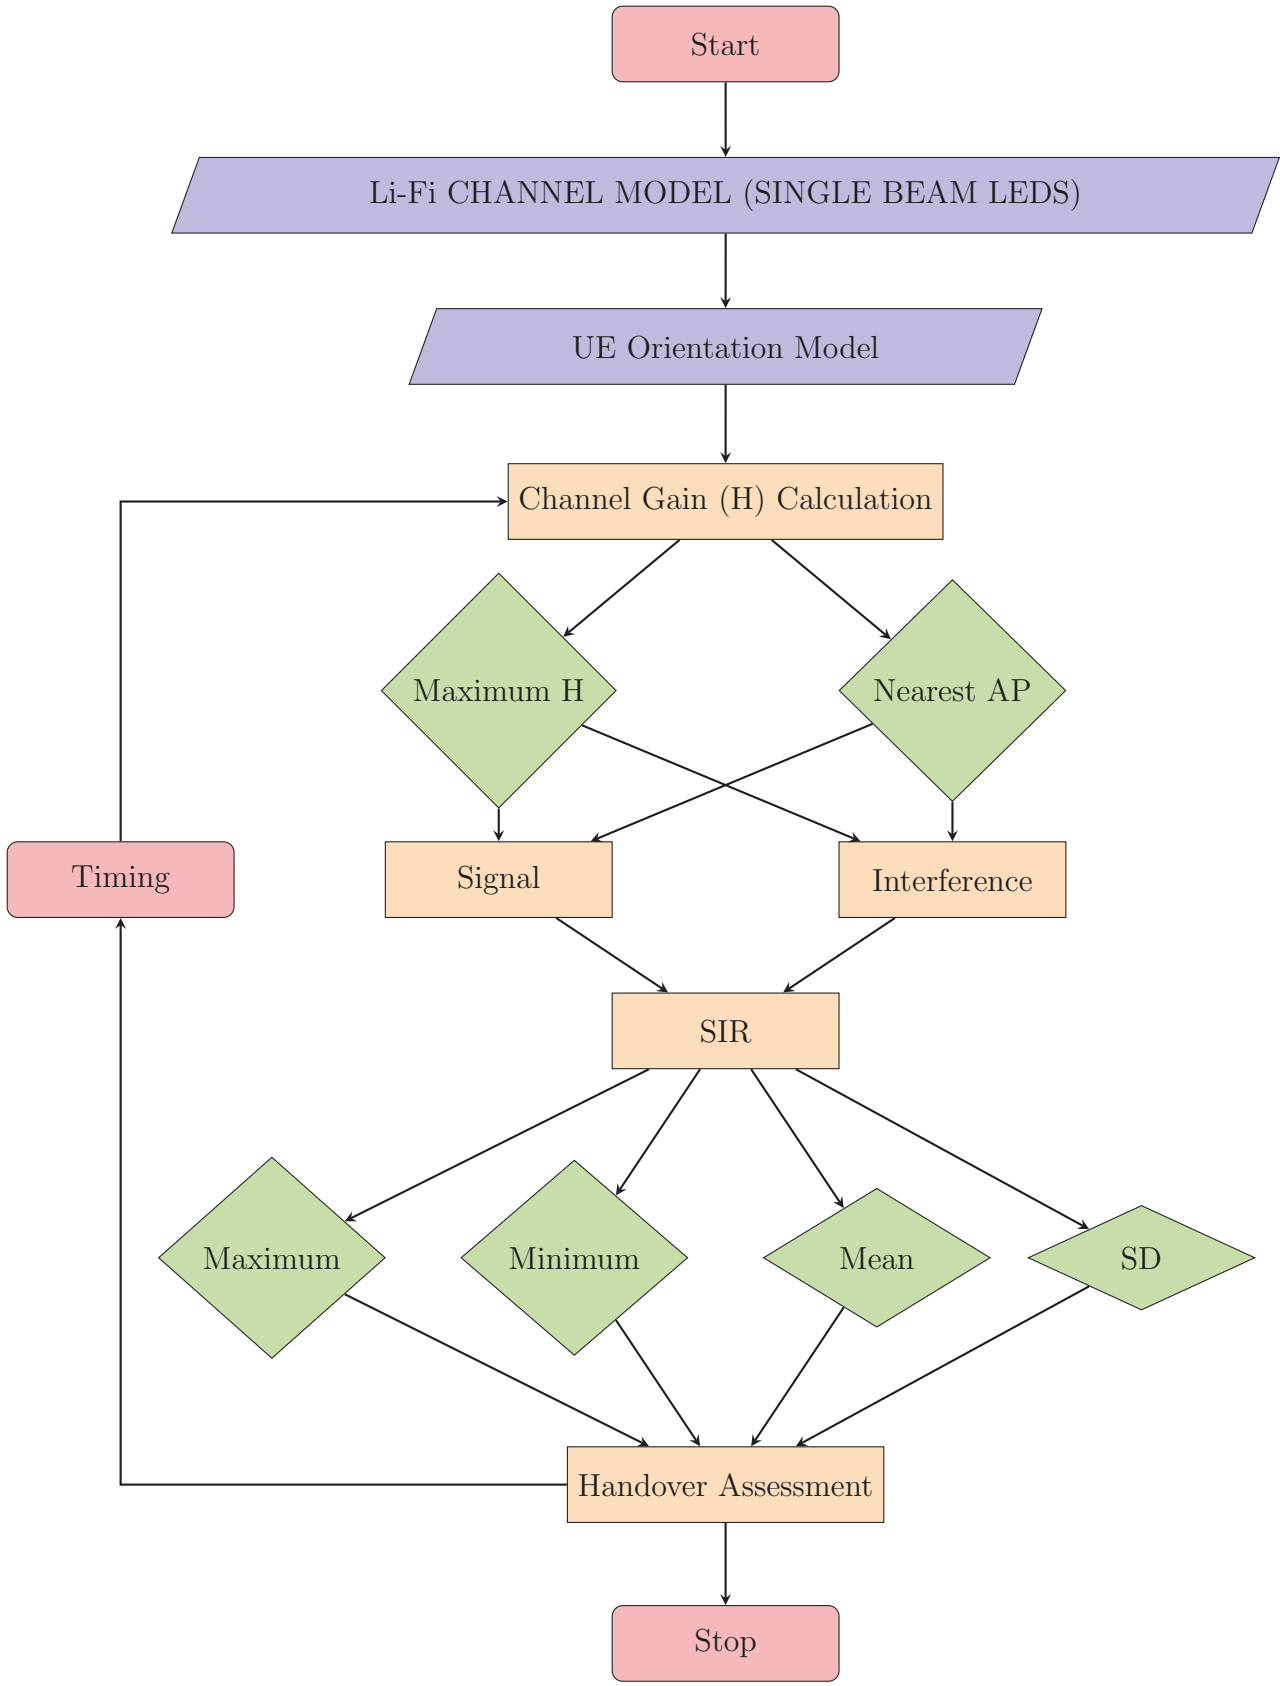 Start
Li-Fi CHANNEL MODEL (SINGLE BEAM LEDS)
UE Orientation Model
Channel Gain (H) Calculation
Maximum H
Nearest AP
Timing
Signal
Interference
SIR
Maximum
Minimum
Mean
SD
Handover Assessment
Stop